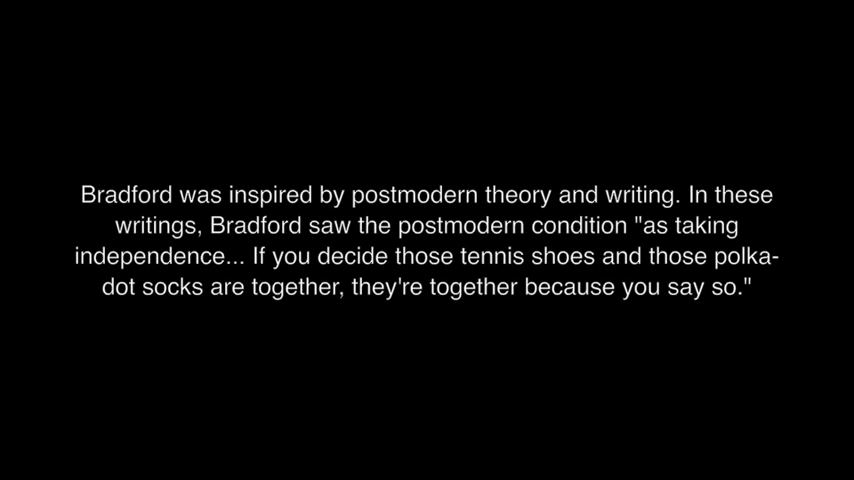 Bradford was inspired by postmodern theory and writing. In these
writings, Bradford saw the postmodern condition "as taking
independence... If you decide those tennis shoes and those polka-
dot socks are together, they're together because you say so."